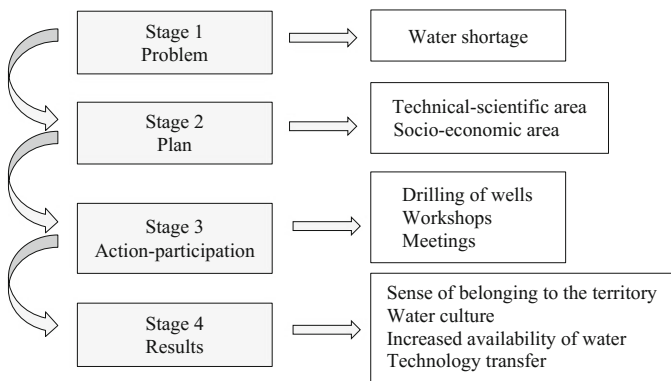 Stage 1
Problem
Water shortage
Stage 2
Plan
Technical-scientific area
Socio-economic area
Stage 3
Action-participation
Drilling of wells
Workshops
Meetings
Stage 4
Results
Sense of belonging to the territory
Water culture
Increased availability of water
Technology transfer